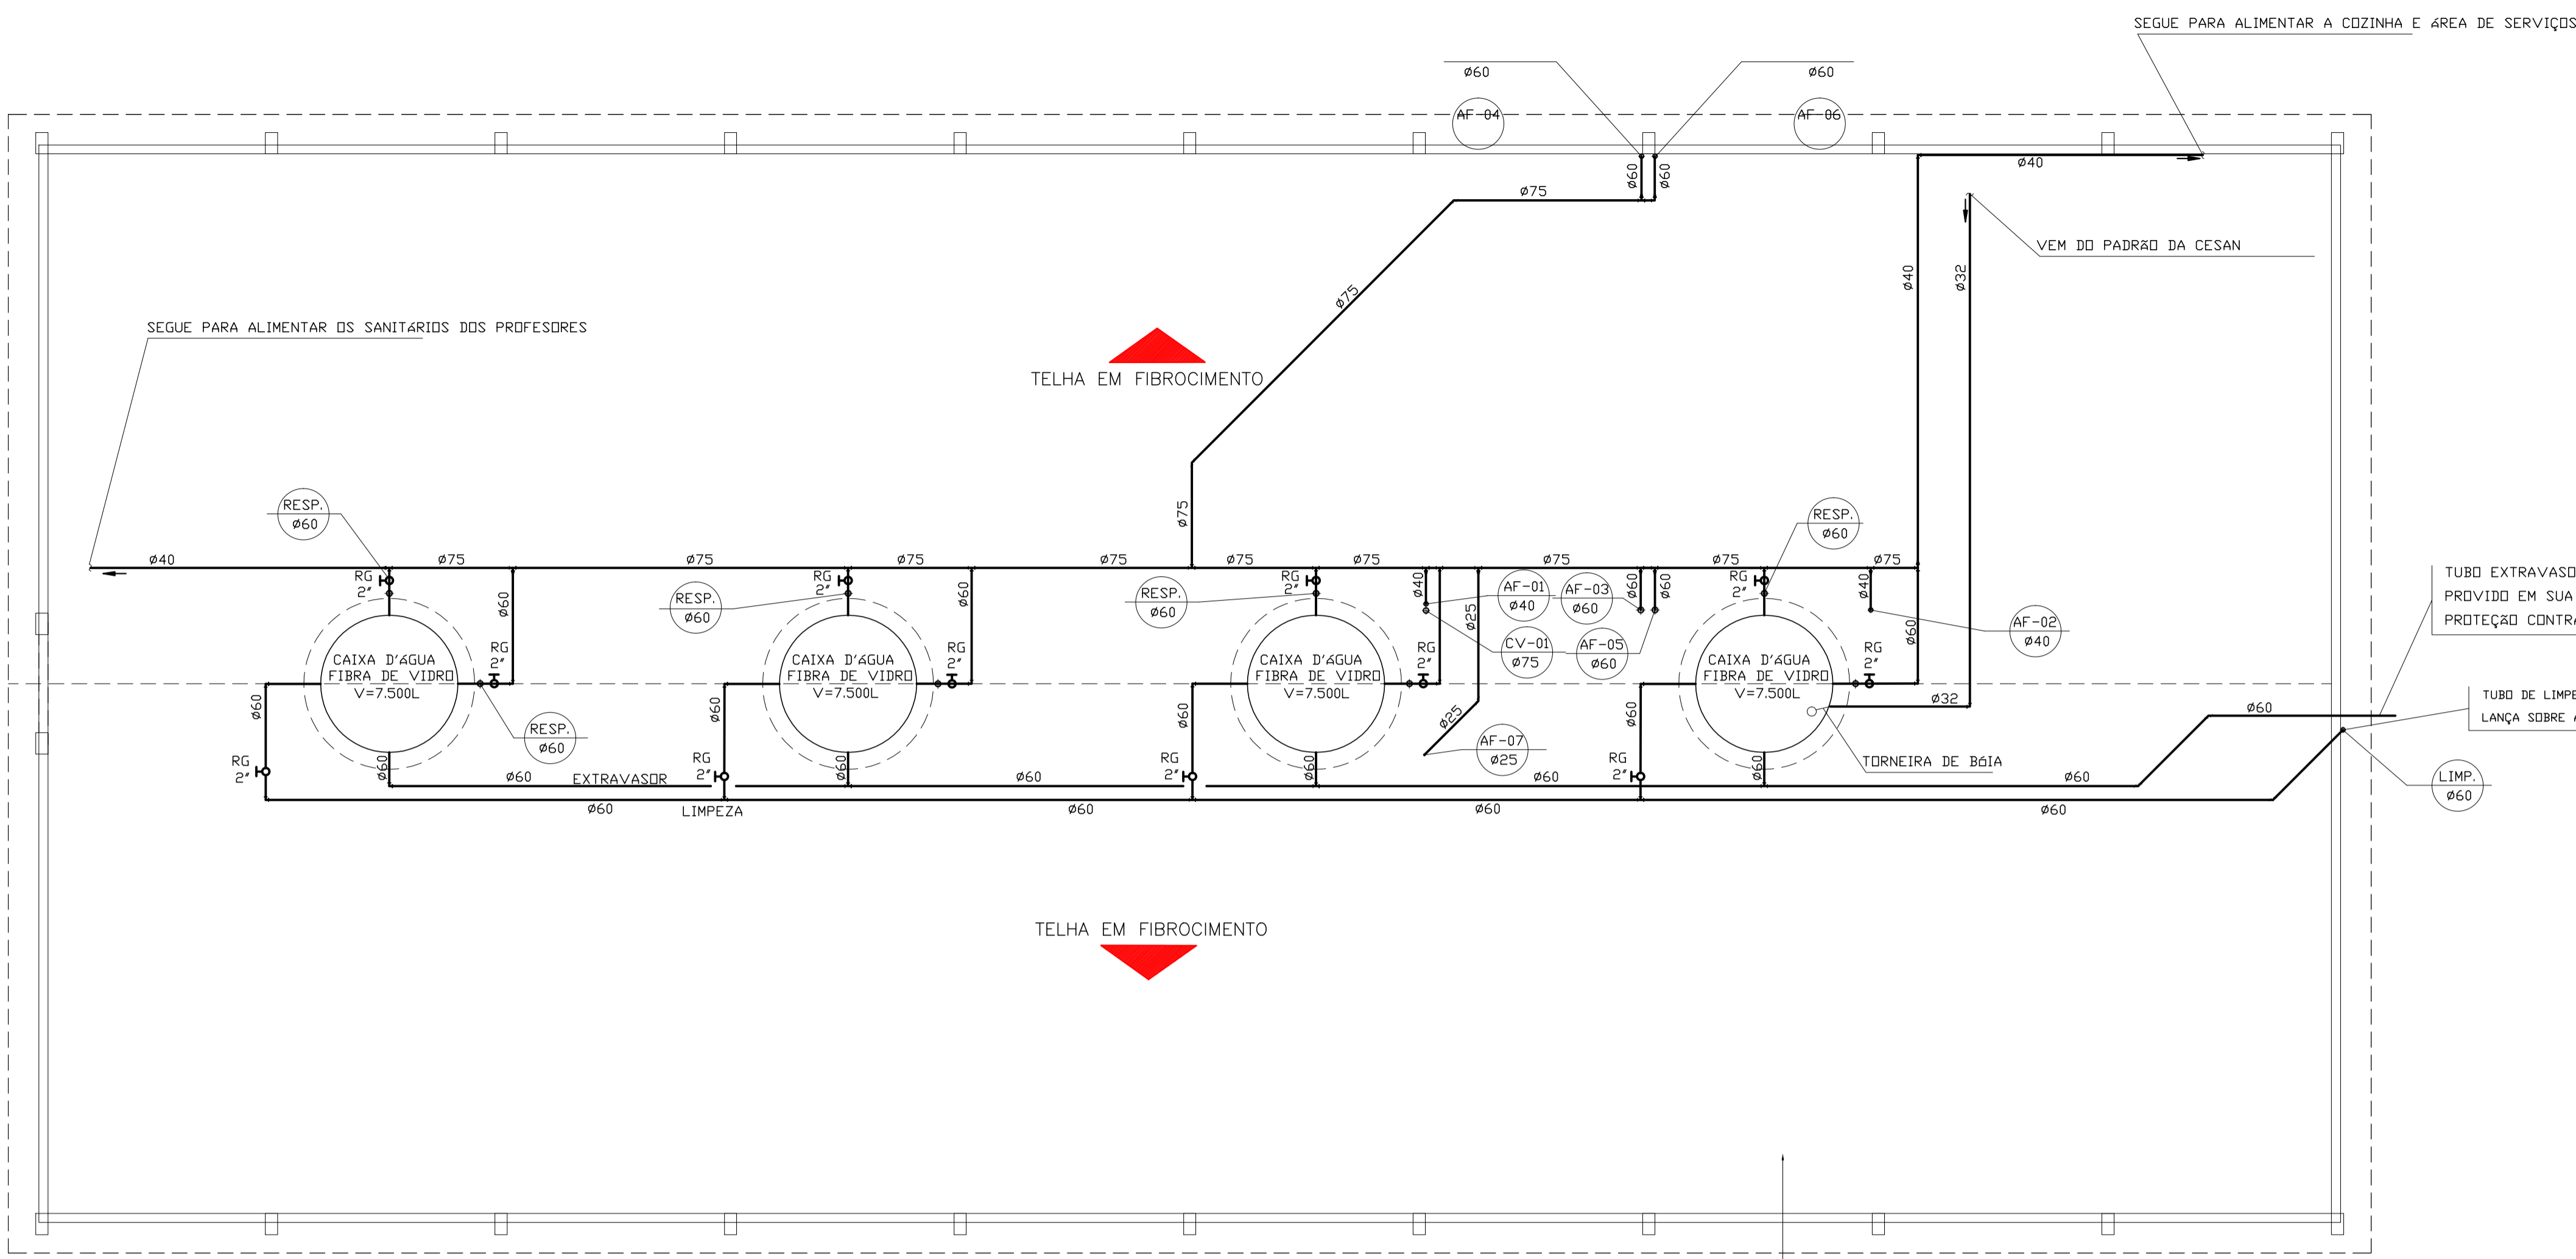 SEGUE PARA ALIMENTAR A COZINHA E ÁREA DE SERVIÇOS
Ø60
Ø60
AF-04
AF-06
Ø60
Ø60
Ø40
Ø75
VEM DO PADRÃO DA CESAN
Ø40
Ø32
Ø75
SEGUE PARA ALIMENTAR OS SANITÁRIOS DOS PROFESORES
TELHA EM FIBROCIMENTO
RESP.
Ø60
Ø75
RESP.
Ø60
Ø40
Ø75
Ø75
Ø75
Ø75
Ø75
Ø75
Ø75
Ø75
Ø75
RG
2"
RG
2"
RG
2"
RG
2"
Ø60
Ø60
Ø40
Ø25
Ø60
Ø60
Ø40
Ø60
RESP.
Ø60
RESP.
Ø60
AF-01
Ø40
AF-03
Ø60
CV-01
Ø75
AF-05
Ø60
AF-02
Ø40
TUBO EXTRAVASO
PROVIDO EM SUA
PROTEÇÃO CONTRA
RG
2"
RG
2"
RG
2"
RG
2"
CAIXA D'ÁGUA
FIBRA DE VIDRO
V=7.500L
CAIXA D'ÁGUA
FIBRA DE VIDRO
V=7.500L
CAIXA D'ÁGUA
FIBRA DE VIDRO
V=7.500L
CAIXA D'ÁGUA
FIBRA DE VIDRO
V=7.500L
Ø32
TUBO DE LIMPE
LANÇA SOBRE A
Ø60
Ø60
Ø60
Ø60
Ø60
Ø25
RESP.
Ø60
AF-07
Ø25
TORNEIRA DE BÓIA
RG
2"
RG
2"
RG
2"
RG
2"
Ø60
Ø60
Ø60
Ø60
Ø60
EXTRAVASOR
Ø60
Ø60
Ø60
LIMP.
Ø60
Ø60
LIMPEZA
Ø60
Ø60
Ø60
TELHA EM FIBROCIMENTO